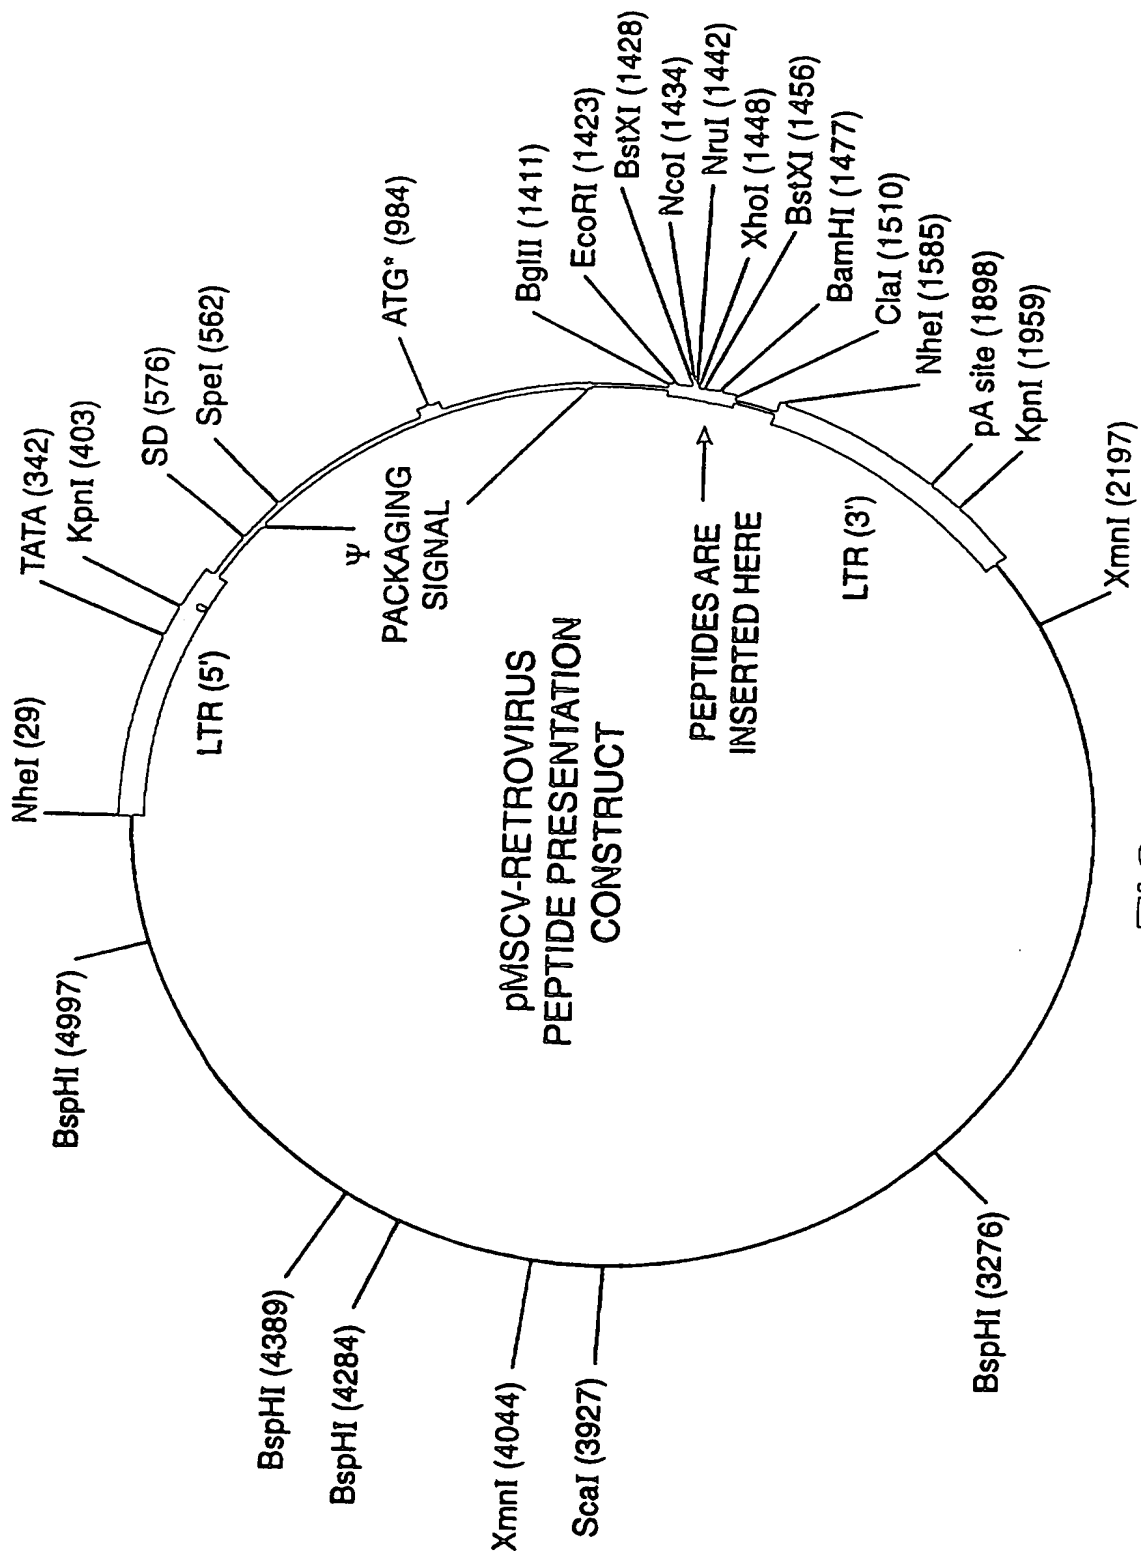 NheI (29)
TATA (342)
KpnI (403)
SD (576)
SpeI (562)
ATG* (984)
BglII (1411)
EcoRI (1423)
BstXI (1428)
NcoI (1434)
NruI (1442)
XhoI (1448)
BstXI (1456)
BamHI (1477)
ClaI (1510)
NheI (1585)
pA site (1898)
KpnI (1959)
XmnI (2197)
BspHI (3276)
ScaI (3927)
XmnI (4044)
BspHI (4284)
BspHI (4389)
BspHI (4997)
LTR (5')
Ψ
PACKAGING
SIGNAL
PEPTIDES ARE
INSERTED HERE
LTR (3')
pMSCV-RETROVIRUS
PEPTIDE PRESENTATION
CONSTRUCT